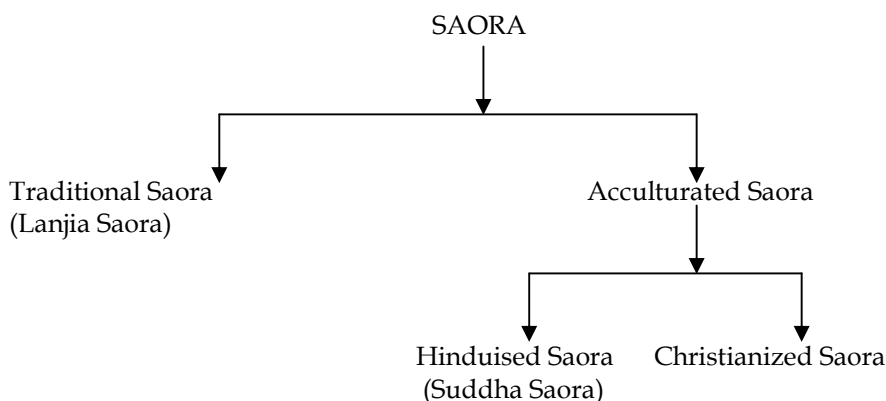 SAORA
Traditional Saora
(Lanjia Saora)
Acculturated Saora
Hinduised Saora
(Suddha Saora)
Christianized Saora